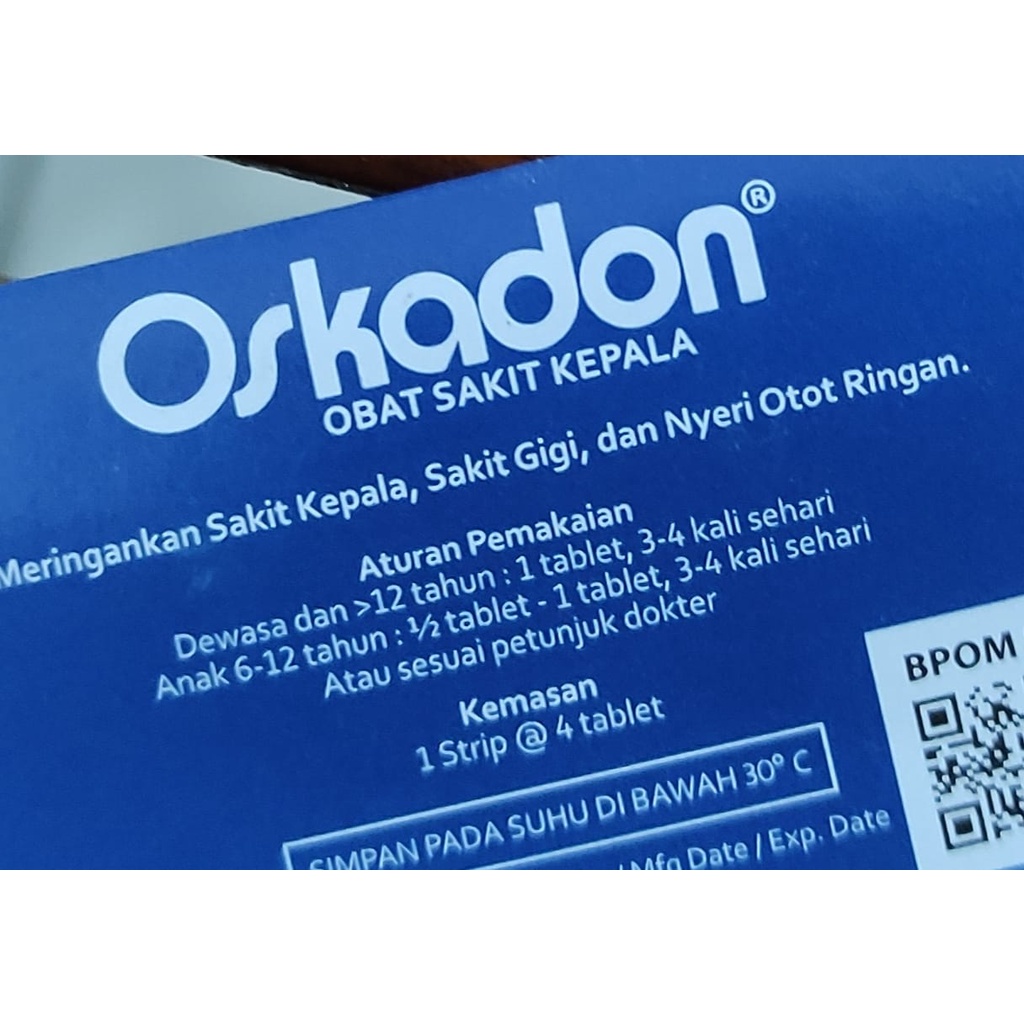 Oskadon®
OBAT SAKIT KEPALA
Meringankan Sakit Kepala, Sakit Gigi, dan Nyeri Otot Ringan.
Aturan Pemakaian
Dewasa dan >12 tahun : 1 tablet, 3-4 kali sehari
Anak 6-12 tahun : ½ tablet - 1 tablet, 3-4 kali sehari
Atau sesuai petunjuk dokter
Kemasan
1 Strip @ 4 tablet
SIMPAN PADA SUHU DI BAWAH 30° C
/ Mfg Date / Exp. Date
BPOM